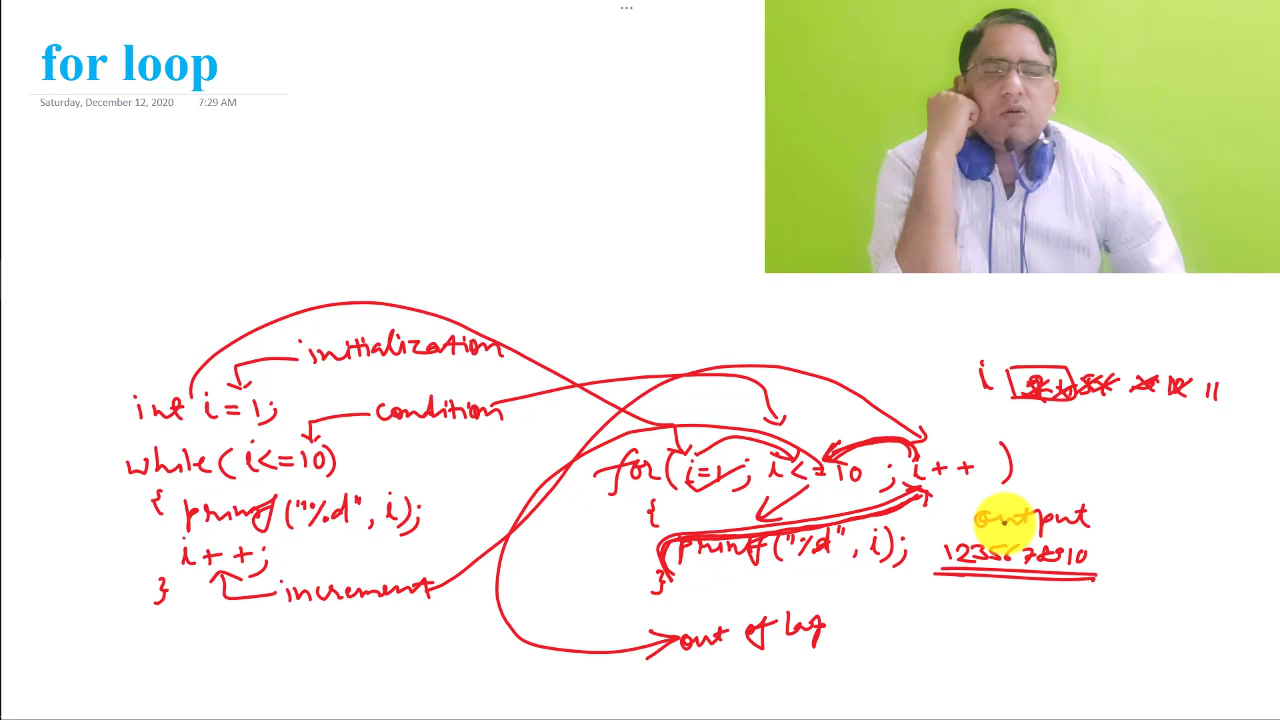 for loop
Saturday, December 12, 2020 7:29 AM
initialization
int i=1;
condition
while(i<=10)
{ printf("%d", i);
i++;
} increment
i 11
for(i=1; i<=10; i++)
{
printf("%d", i);
}
output
1235678910
out of